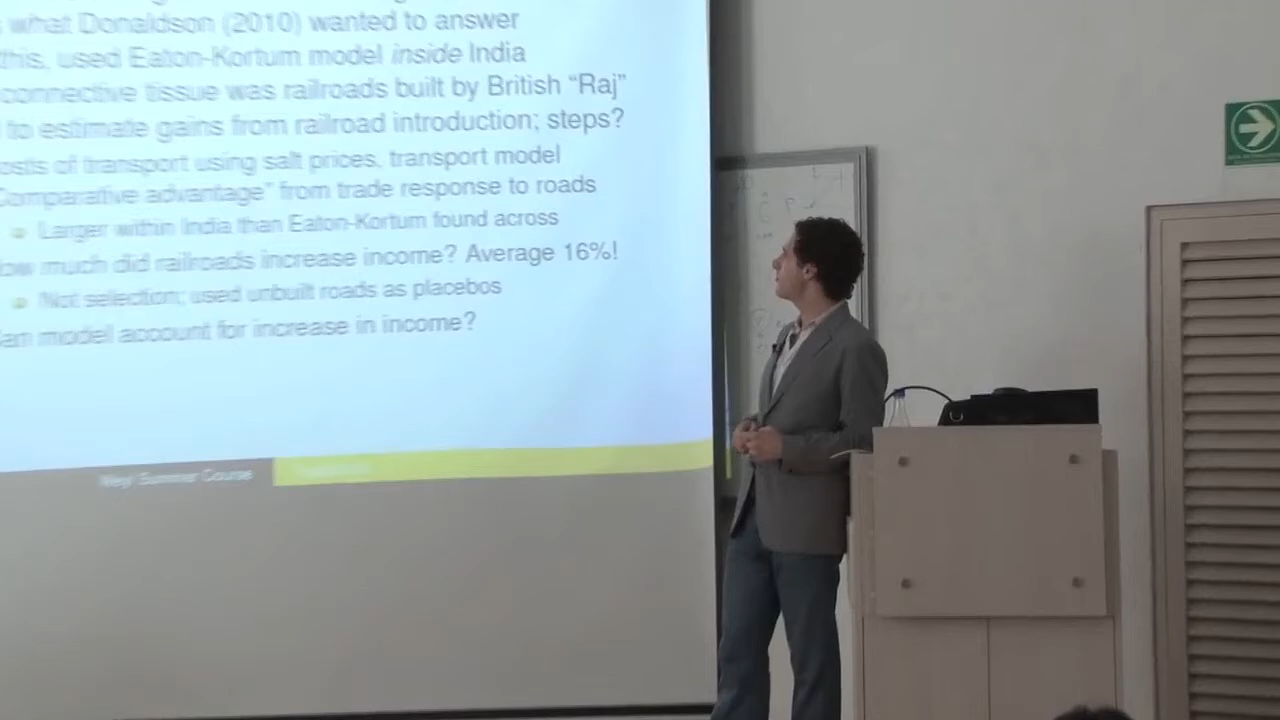 what Donaldson (2010) wanted to answer
this, used Eaton-Kortum model inside India
connective tissue was railroads built by British “Raj”
to estimate gains from railroad introduction; steps?
osts of transport using salt prices, transport model
Comparative advantage” from trade response to roads
Larger within India than Eaton-Kortum found across
ow much did railroads increase income? Average 16%!
Not selection; used unbuilt roads as placebos
an model account for increase in income?
Summer Course